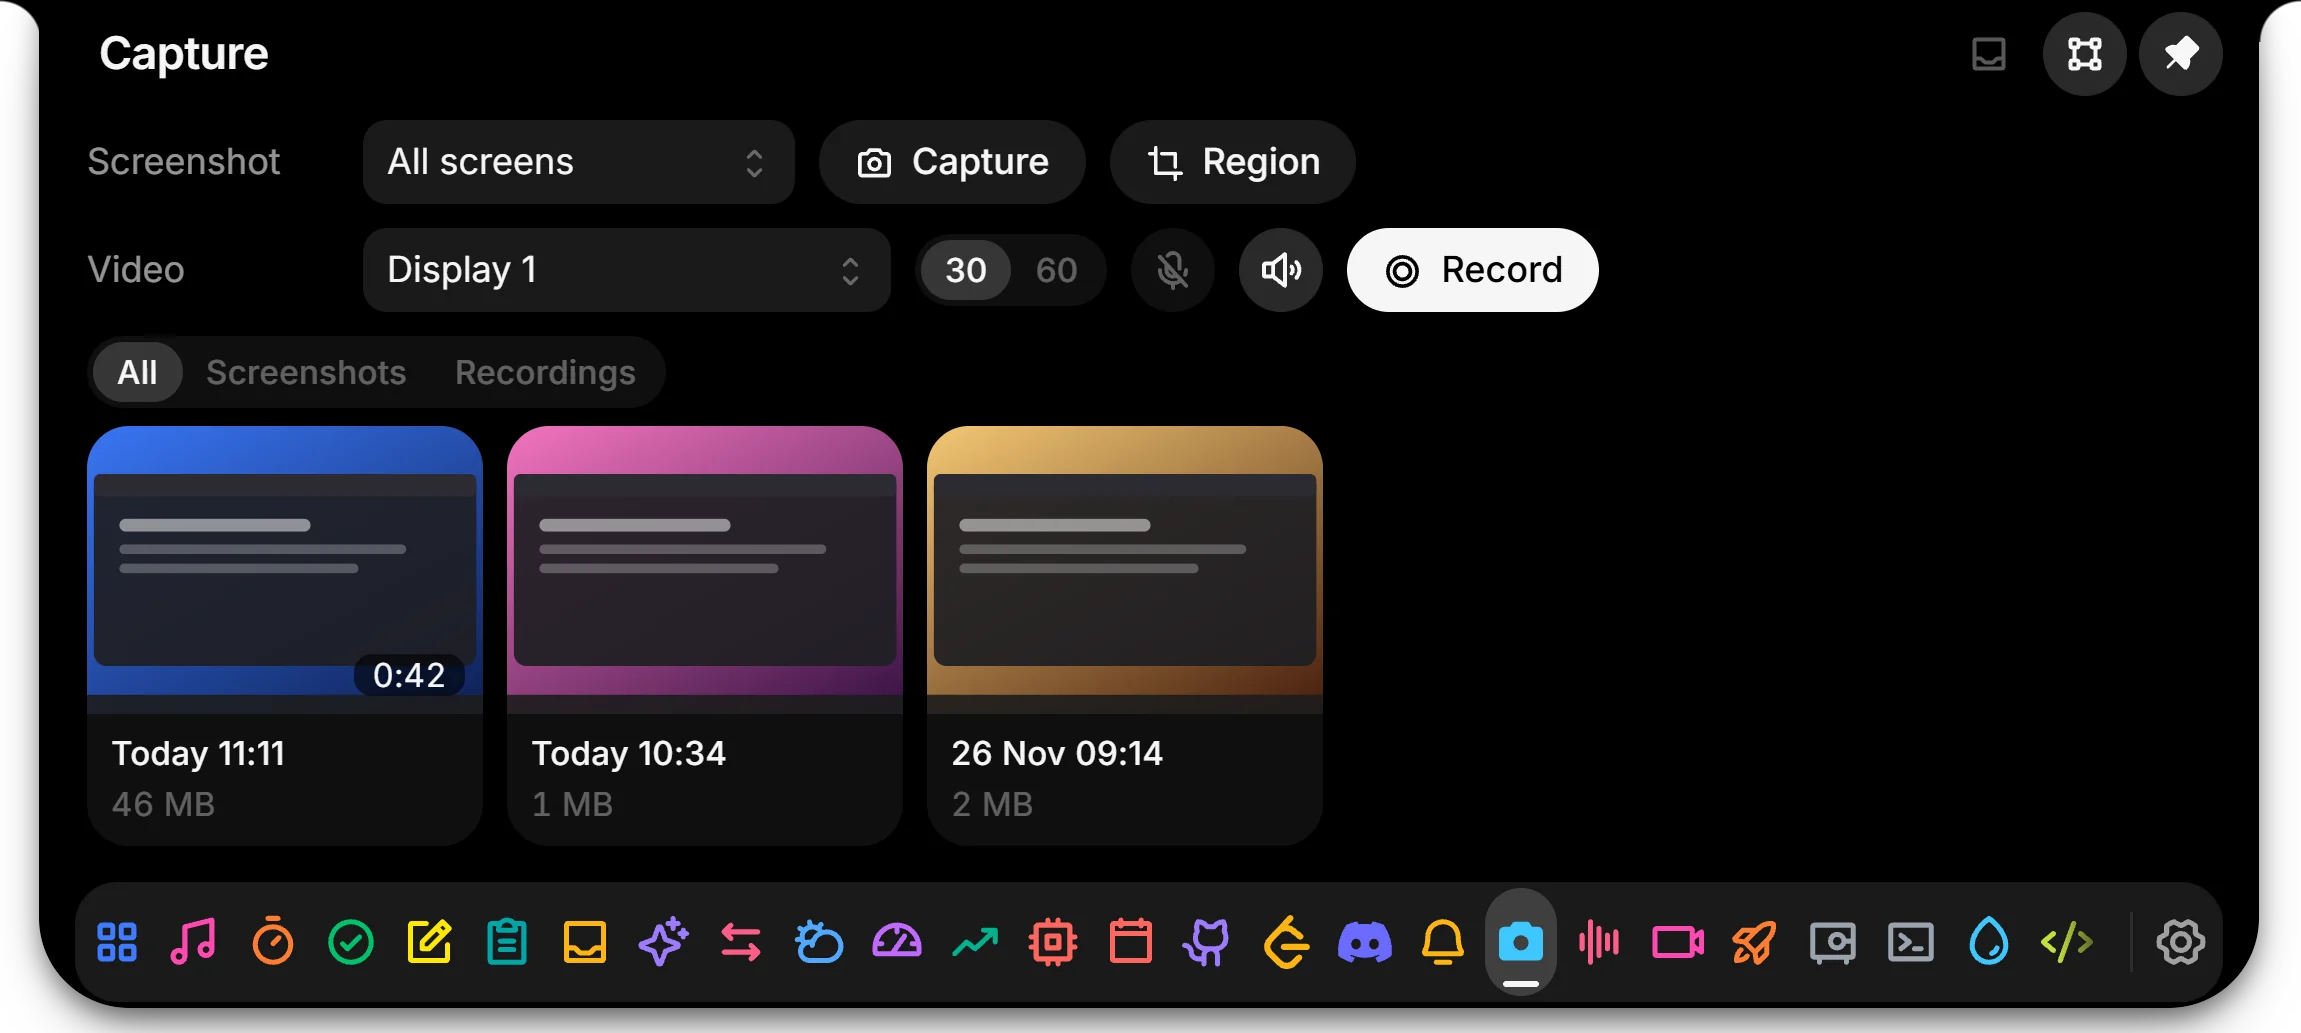 Capture
Screenshot All screens Capture Region
Video Display 1 30 60 Record
All Screenshots Recordings
0:42
Today 11:11 Today 10:34 26 Nov 09:14
46 MB 1 MB 2 MB